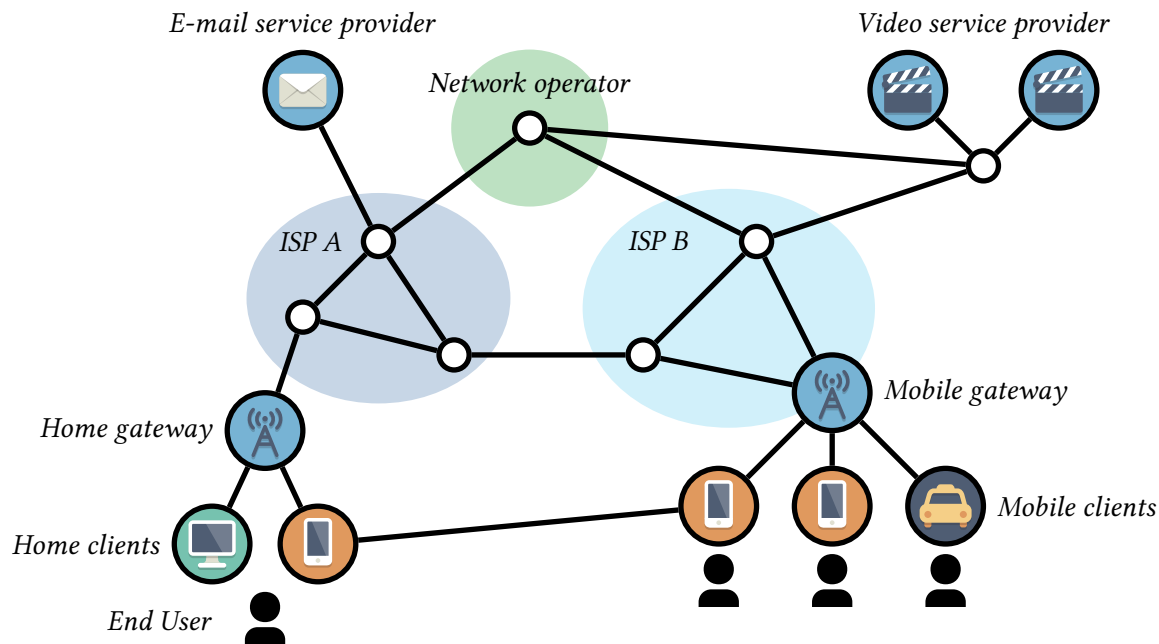 E-mail service provider
Video service provider
Network operator
ISP A
ISP B
Mobile gateway
Home gateway
Mobile clients
Home clients
End User